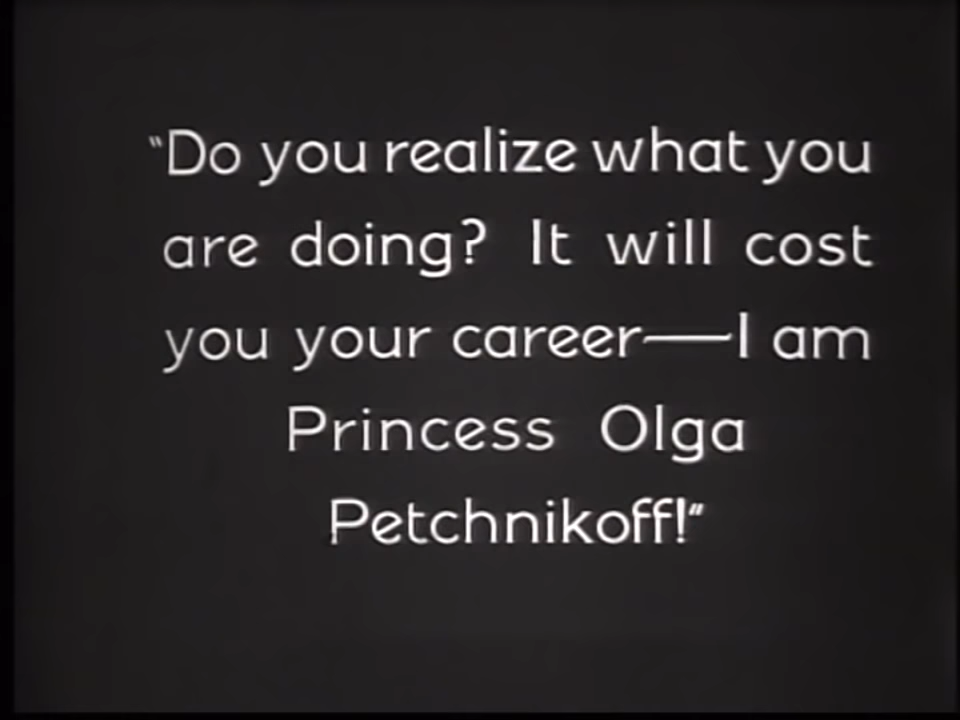 "Do you realize what you
are doing? It will cost
you your career—I am
Princess Olga
Petchnikoff!"